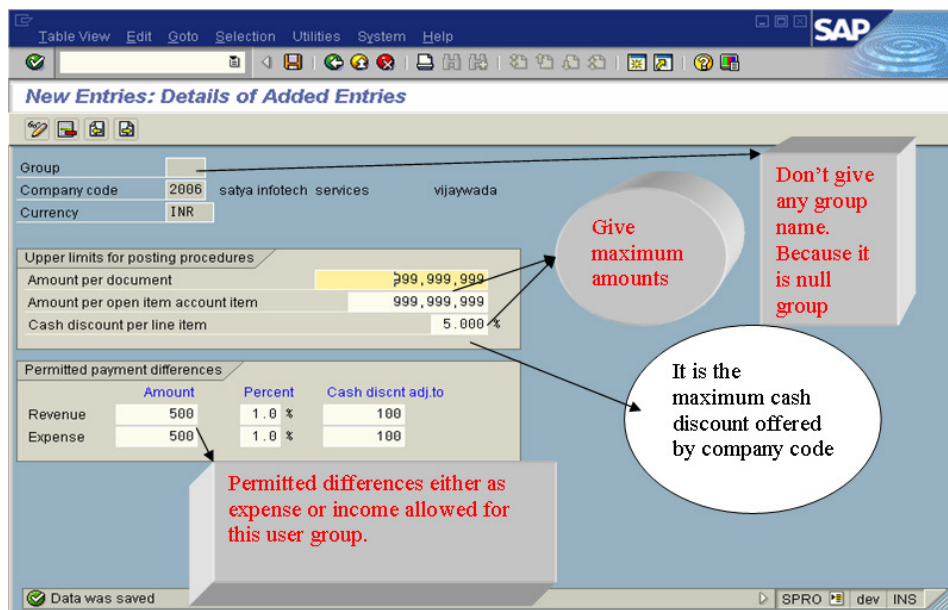 Table View Edit Goto Selection Utilities System Help
SAP
New Entries: Details of Added Entries
Group
Company code 2006 satya infotech services vijaywada
Currency INR
Don't give
any group
name.
Because it
is null
group
Give
maximum
amounts
Upper limits for posting procedures
Amount per document 999,999,999
Amount per open item account item 999,999,999
Cash discount per line item 5.000 %
It is the
maximum cash
discount offered
by company code
Permitted payment differences
Amount Percent Cash discnt adj.to
Revenue 500 1.0 % 100
Expense 500 1.0 % 100
Permitted differences either as
expense or income allowed for
this user group.
Data was saved
SPRO dev INS